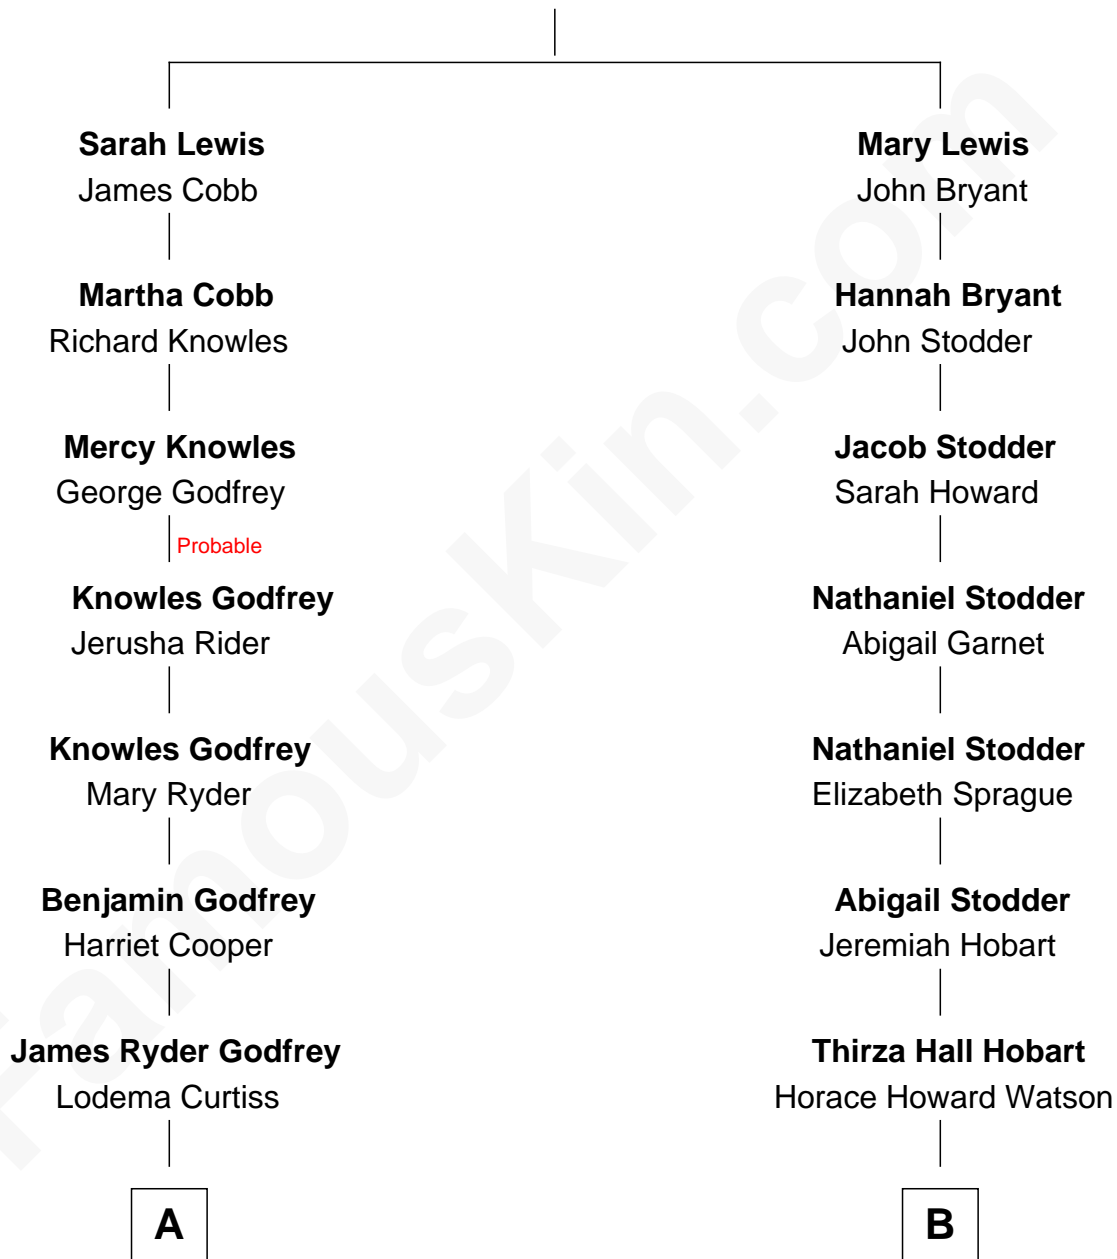 Sarah Lewis
James Cobb
Mary Lewis
John Bryant
Martha Cobb
Richard Knowles
Hannah Bryant
John Stodder
Mercy Knowles
George Godfrey
Jacob Stodder
Sarah Howard
Probable
Knowles Godfrey
Jerusha Rider
Nathaniel Stodder
Abigail Garnet
Knowles Godfrey
Mary Ryder
Nathaniel Stodder
Elizabeth Sprague
Benjamin Godfrey
Harriet Cooper
Abigail Stodder
Jeremiah Hobart
James Ryder Godfrey
Lodema Curtiss
Thirza Hall Hobart
Horace Howard Watson
A
B
FamousKin.com